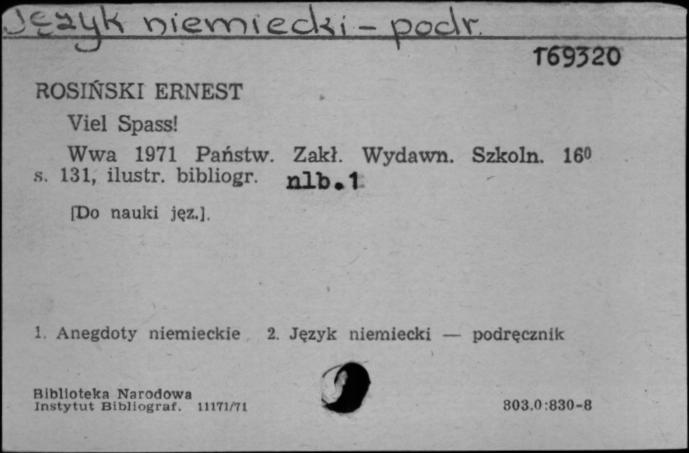 Język niemiecki – podr.
T69320
ROSIŃSKI ERNEST
Viel Spass!
Wwa 1971 Państw. Zakł. Wydawn. Szkoln. 16⁰
s. 131, ilustr. bibliogr. nlb.1
[Do nauki jęz.].
1. Anegdoty niemieckie 2. Język niemiecki — podręcznik
Biblioteka Narodowa
Instytut Bibliograf. 11171/71
803.0:830-8